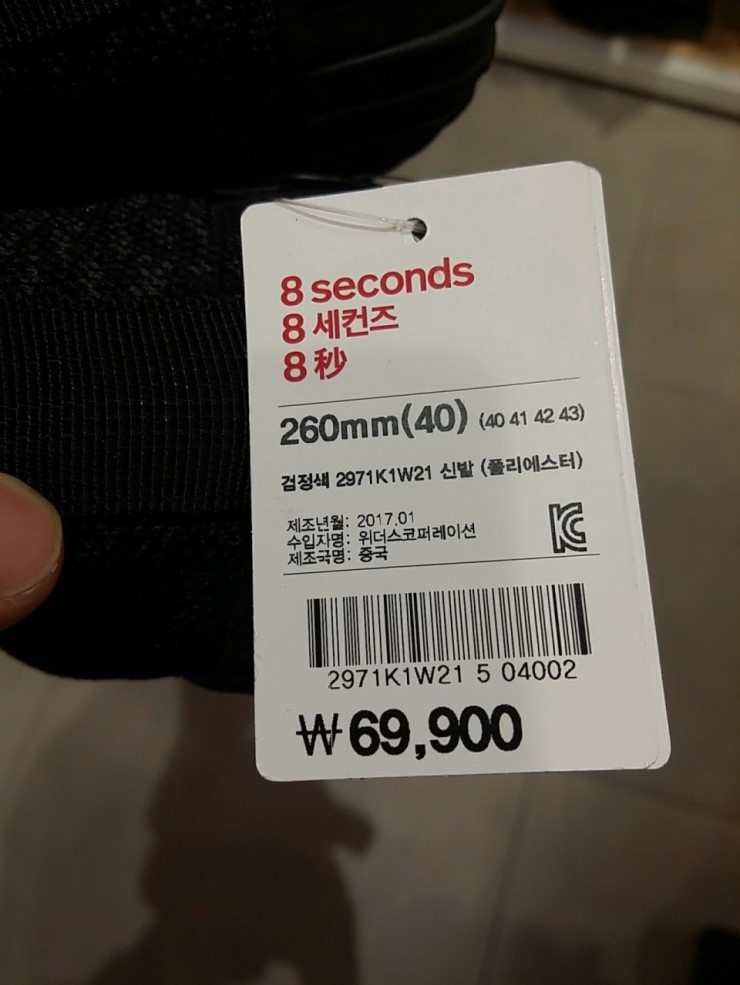 8 seconds
8 세컨즈
8 秒
260mm(40) (40 41 42 43)
검정색 2971K1W21 신발 (폴리에스터)
제조년월: 2017.01
수입자명: 위더스코퍼레이션
제조국명: 중국
KC
2971K1W21 5 04002
₩69,900